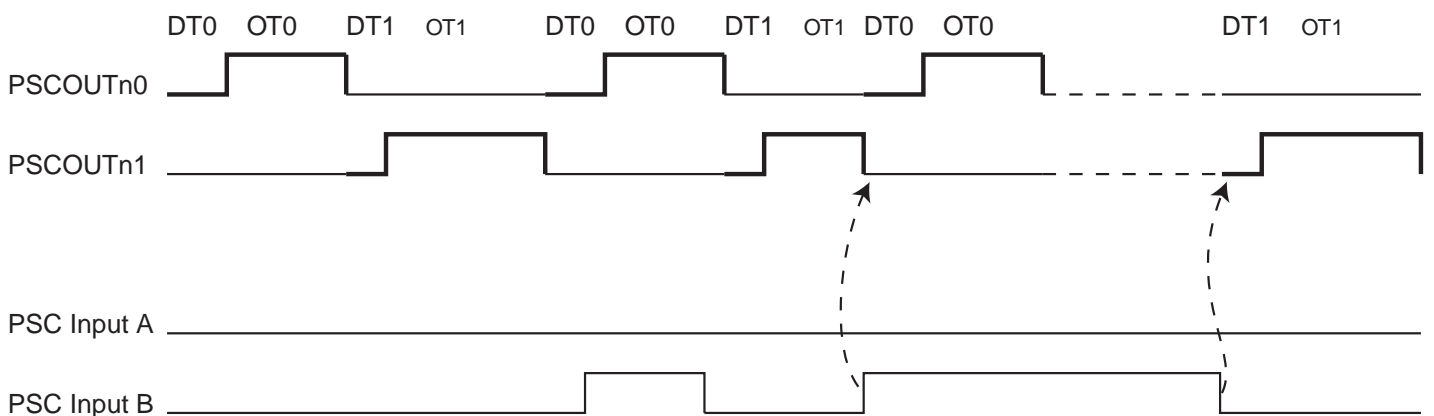 DT0 OT0 DT1 OT1 DT0 OT0 DT1 OT1 DT0 OT0 DT1 OT1
PSCOUTn0
PSCOUTn1
PSC Input A
PSC Input B